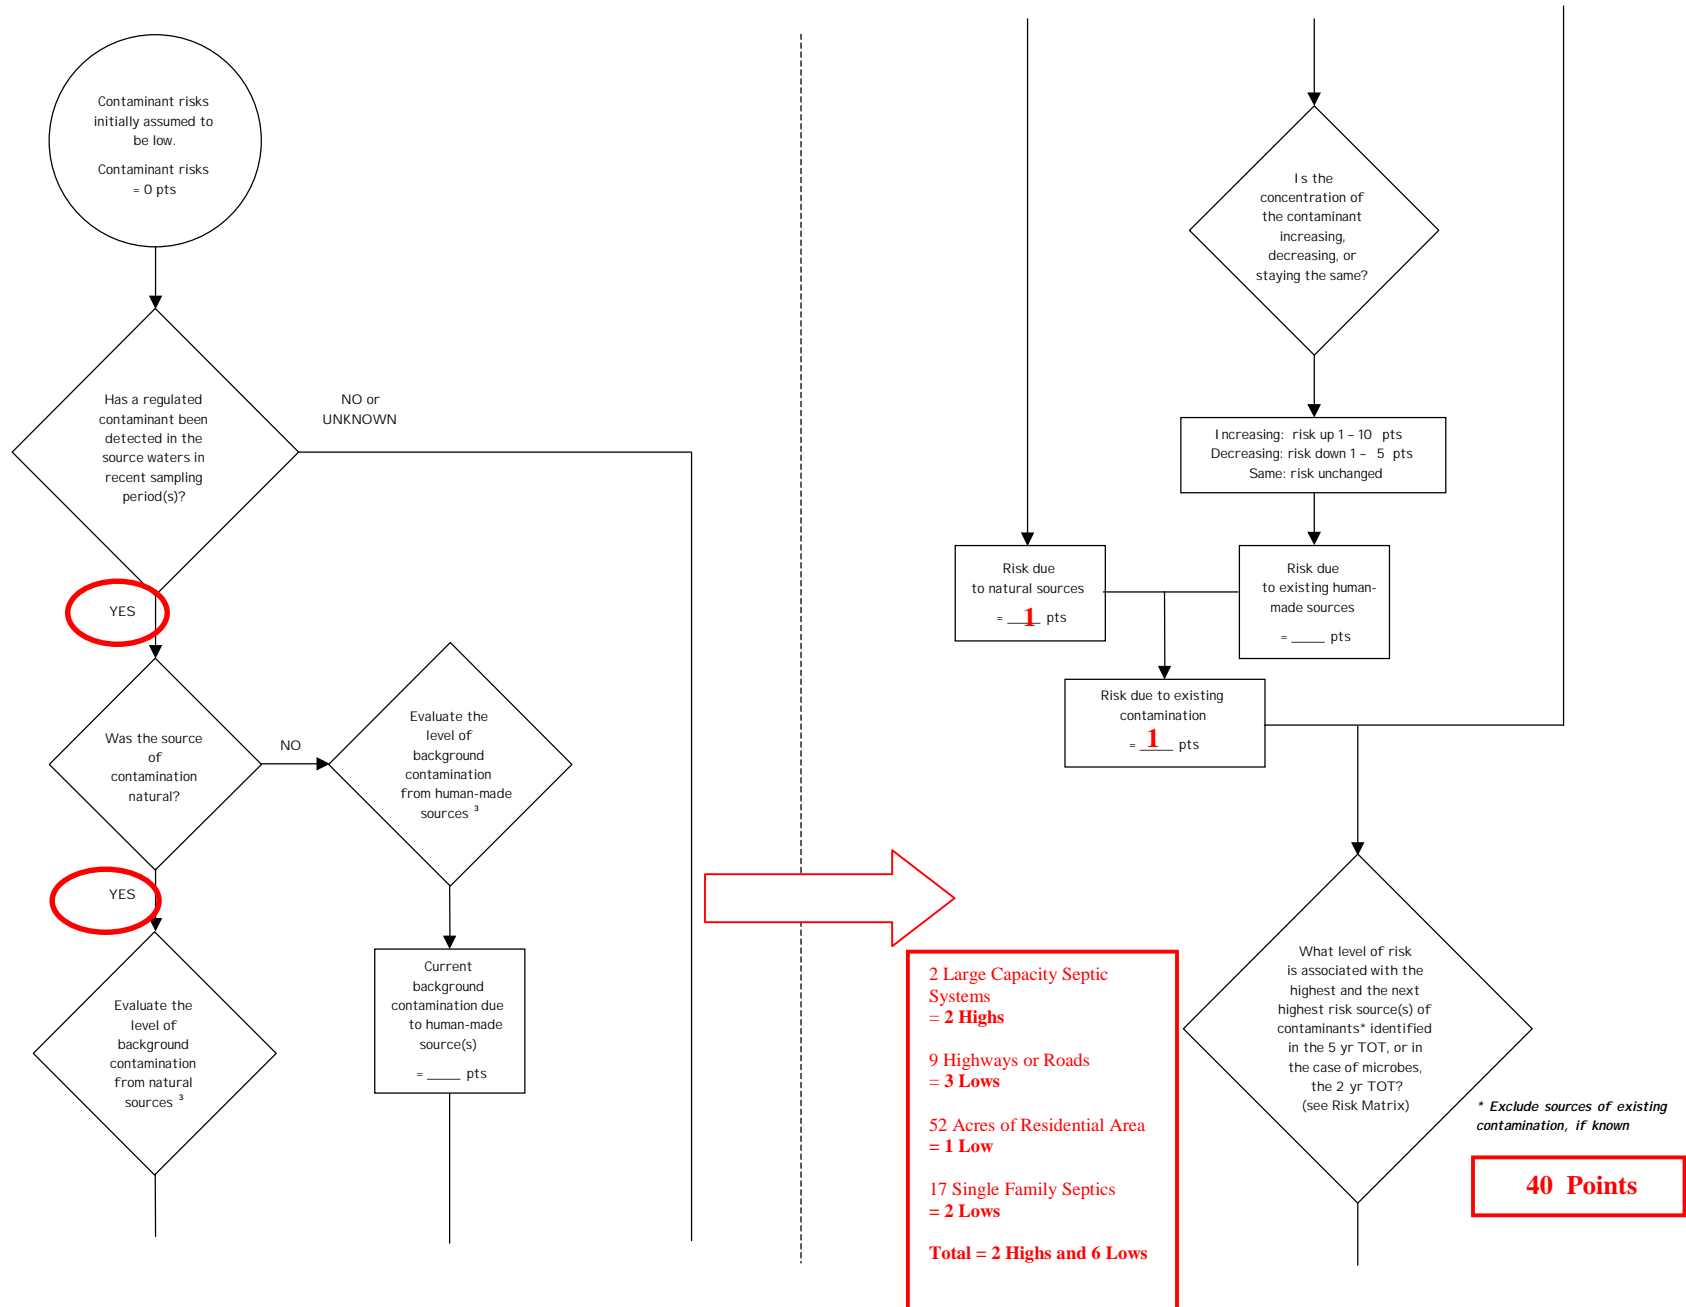 Contaminant risks
initially assumed to
be low.
Contaminant risks
= 0 pts
Has a regulated
contaminant been
detected in the
source waters in
recent sampling
period(s)?
NO or
UNKNOWN
YES
Was the source
of
contamination
natural?
NO
Evaluate the
level of
background
contamination
from human-made
sources ³
YES
Evaluate the
level of
background
contamination
from natural
sources ³
Current
background
contamination due
to human-made
source(s)
= _____ pts
Is the
concentration of
the contaminant
increasing,
decreasing, or
staying the same?
Increasing: risk up 1 – 10 pts
Decreasing: risk down 1 – 5 pts
Same: risk unchanged
Risk due
to natural sources
= __1__ pts
Risk due
to existing human-
made sources
= _____ pts
Risk due to existing
contamination
= __1__ pts
What level of risk
is associated with the
highest and the next
highest risk source(s) of
contaminants* identified
in the 5 yr TOT, or in
the case of microbes,
the 2 yr TOT?
(see Risk Matrix)
* Exclude sources of existing
contamination, if known
40 Points
2 Large Capacity Septic
Systems
= 2 Highs
9 Highways or Roads
= 3 Lows
52 Acres of Residential Area
= 1 Low
17 Single Family Septics
= 2 Lows
Total = 2 Highs and 6 Lows